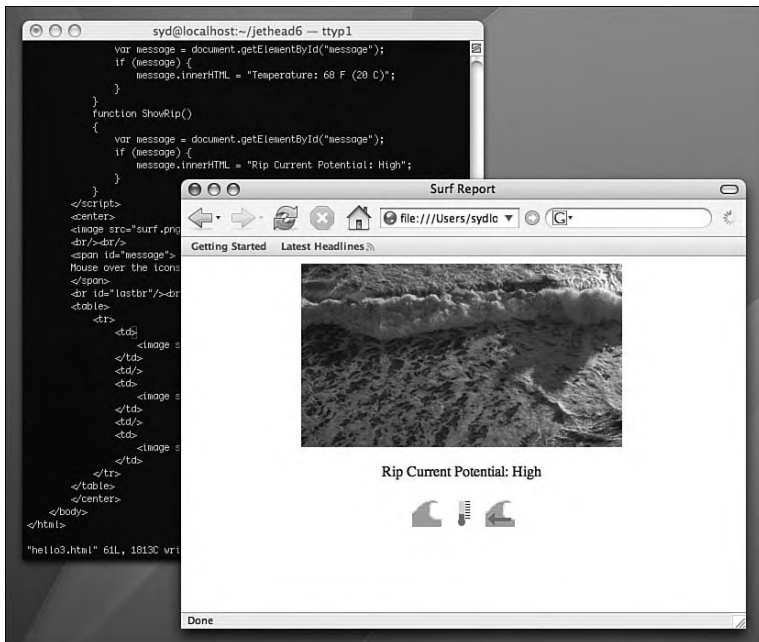 syd@localhost:~/jethead6 — ttyp1
var message = document.getElementById("message");
if (message) {
message.innerHTML = "Temperature: 68 F (20 C)";
}
}
function ShowRip()
{
var message = document.getElementById("message");
if (message) {
message.innerHTML = "Rip Current Potential: High";
}
}
</script>
<center>
<image src="surf.png
<br/><br/>
<span id="message">
Mouse over the icons
</span>
<br id="lastbr"/><br
<table>
<tr>
<td>
<image s
</td>
<td/>
<td>
<image s
</td>
<td/>
<td>
<image s
</td>
</tr>
</table>
</center>
</body>
</html>
"hello3.html" 61L, 1813C wri
Surf Report
file:///Users/sydlo
G
Getting Started Latest Headlines
Rip Current Potential: High
Done